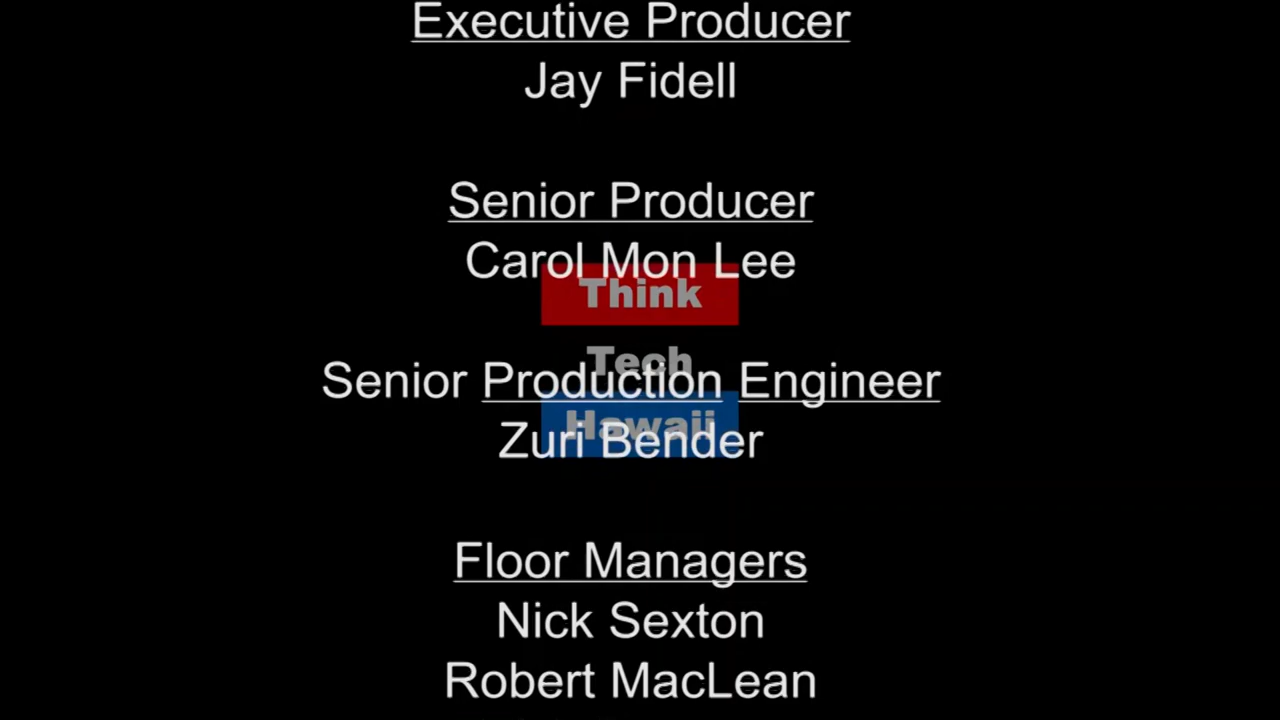 Executive Producer
Jay Fidell
Senior Producer
Carol Mon Lee
Think
Tech
Senior Production Engineer
Hawaii
Zuri Bender
Floor Managers
Nick Sexton
Robert MacLean